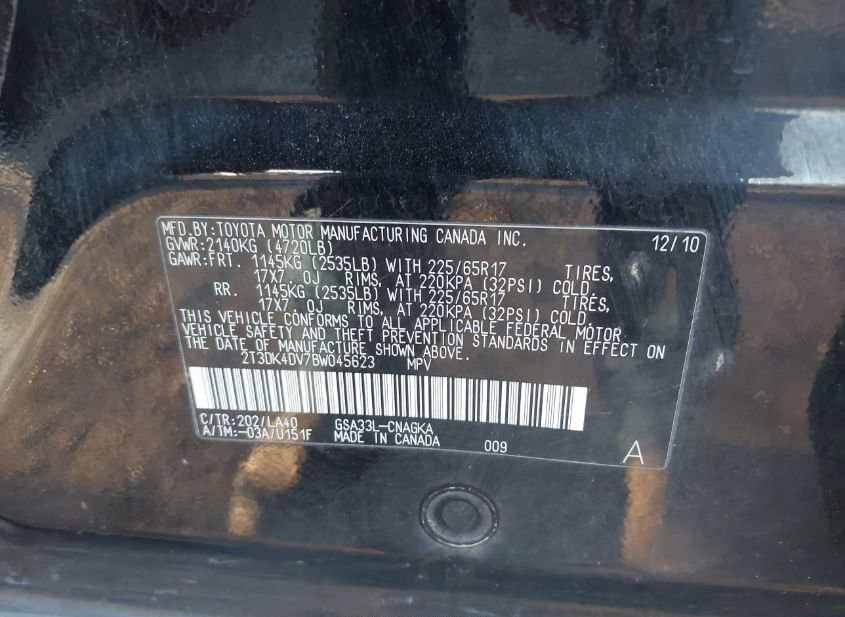 MFD.BY:TOYOTA MOTOR MANUFACTURING CANADA INC. 12/10
GVWR:2140KG (4720LB)
GAWR:FRT. 1145KG (2535LB) WITH 225/65R17 TIRES,
17X7 0J RIMS, AT 220KPA (32PSI) COLD
RR. 1145KG (2535LB) WITH 225/65R17 TIRES,
17X7 0J RIMS, AT 220KPA (32PSI) COLD
THIS VEHICLE CONFORMS TO ALL APPLICABLE FEDERAL MOTOR
VEHICLE SAFETY AND THEFT PREVENTION STANDARDS IN EFFECT ON
THE DATE OF MANUFACTURE SHOWN ABOVE.
2T3DK4DV7BW045623 MPV
C/TR:202/LA40 GSA33L-CNAGKA
A/TM:-03A/U151F MADE IN CANADA 009 A